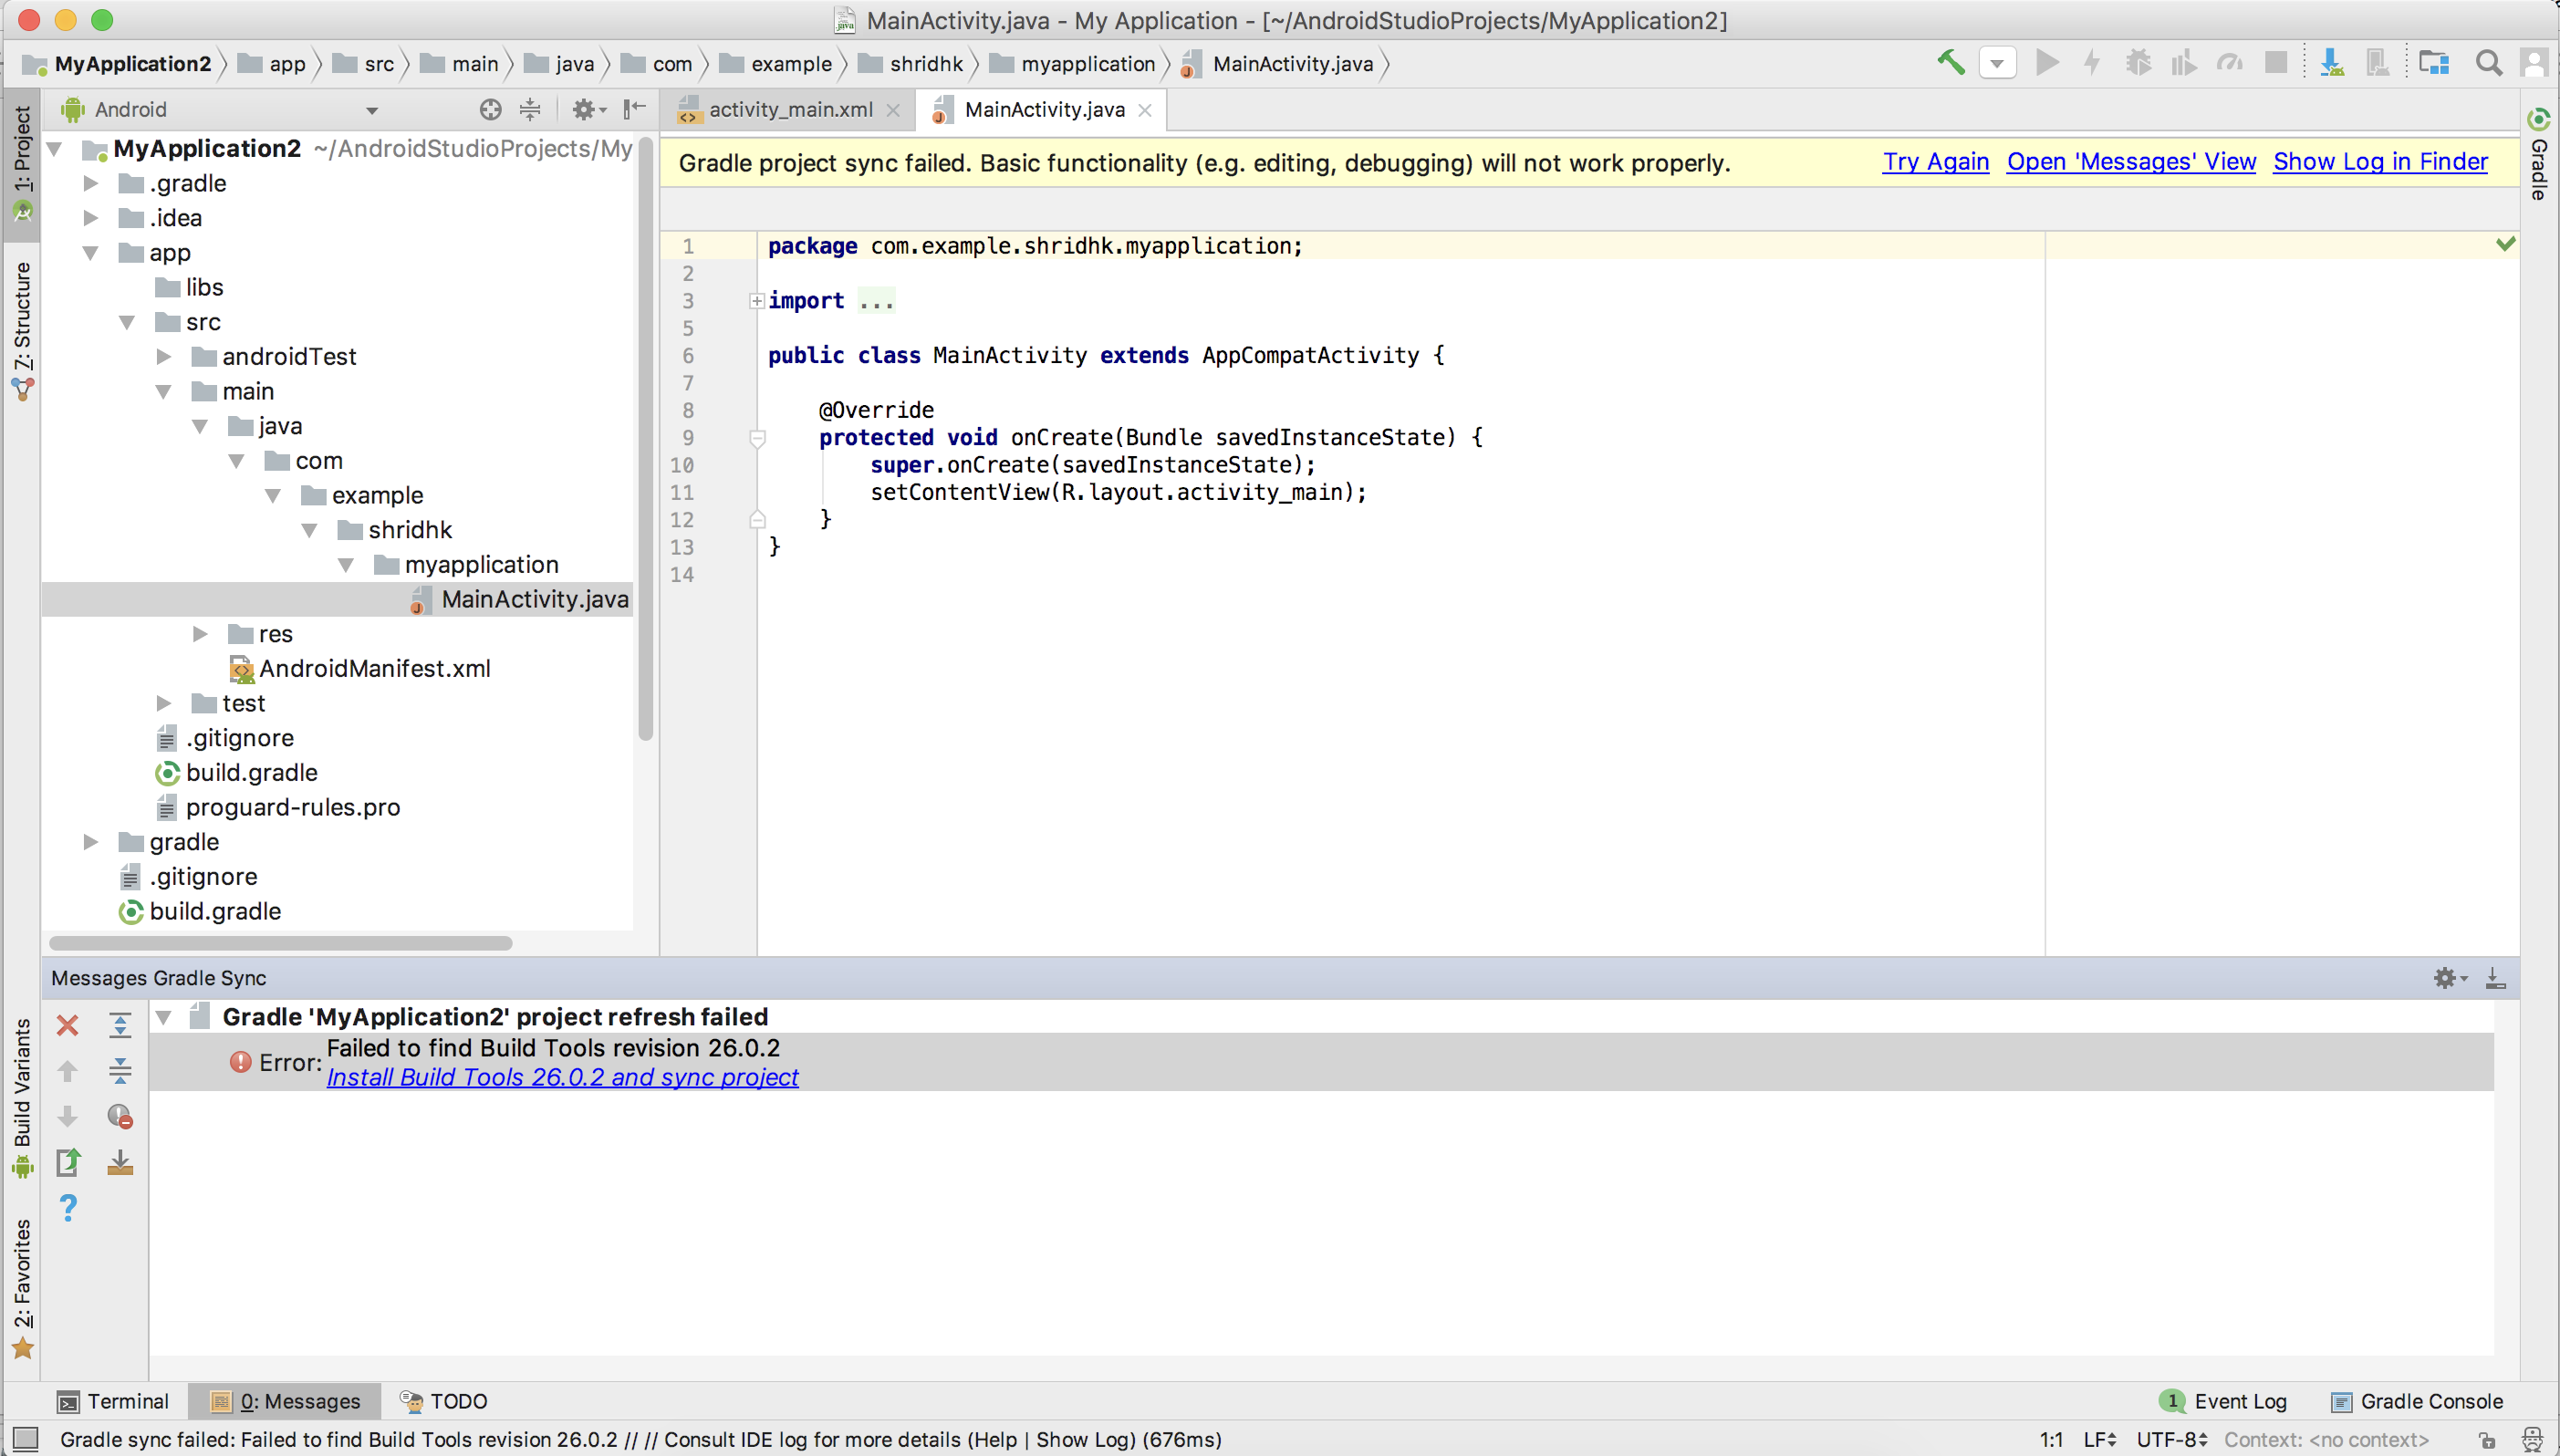 MainActivity.java - My Application - [~/AndroidStudioProjects/MyApplication2]
MyApplication2 app src main java com example shridhk myapplication MainActivity.java
Android
activity_main.xml MainActivity.java
1: Project
7: Structure
Build Variants
2: Favorites
Gradle
MyApplication2 ~/AndroidStudioProjects/My
.gradle
.idea
app
libs
src
androidTest
main
java
com
example
shridhk
myapplication
MainActivity.java
res
AndroidManifest.xml
test
.gitignore
build.gradle
proguard-rules.pro
gradle
.gitignore
build.gradle
Gradle project sync failed. Basic functionality (e.g. editing, debugging) will not work properly. Try Again Open 'Messages' View Show Log in Finder
1 package com.example.shridhk.myapplication;
2
3 import ...
5
6 public class MainActivity extends AppCompatActivity {
7
8 @Override
9 protected void onCreate(Bundle savedInstanceState) {
10 super.onCreate(savedInstanceState);
11 setContentView(R.layout.activity_main);
12 }
13 }
14
Messages Gradle Sync
Gradle 'MyApplication2' project refresh failed
Error: Failed to find Build Tools revision 26.0.2
Install Build Tools 26.0.2 and sync project
Terminal 0: Messages TODO 1 Event Log Gradle Console
Gradle sync failed: Failed to find Build Tools revision 26.0.2 // // Consult IDE log for more details (Help | Show Log) (676ms) 1:1 LF UTF-8 Context: <no context>